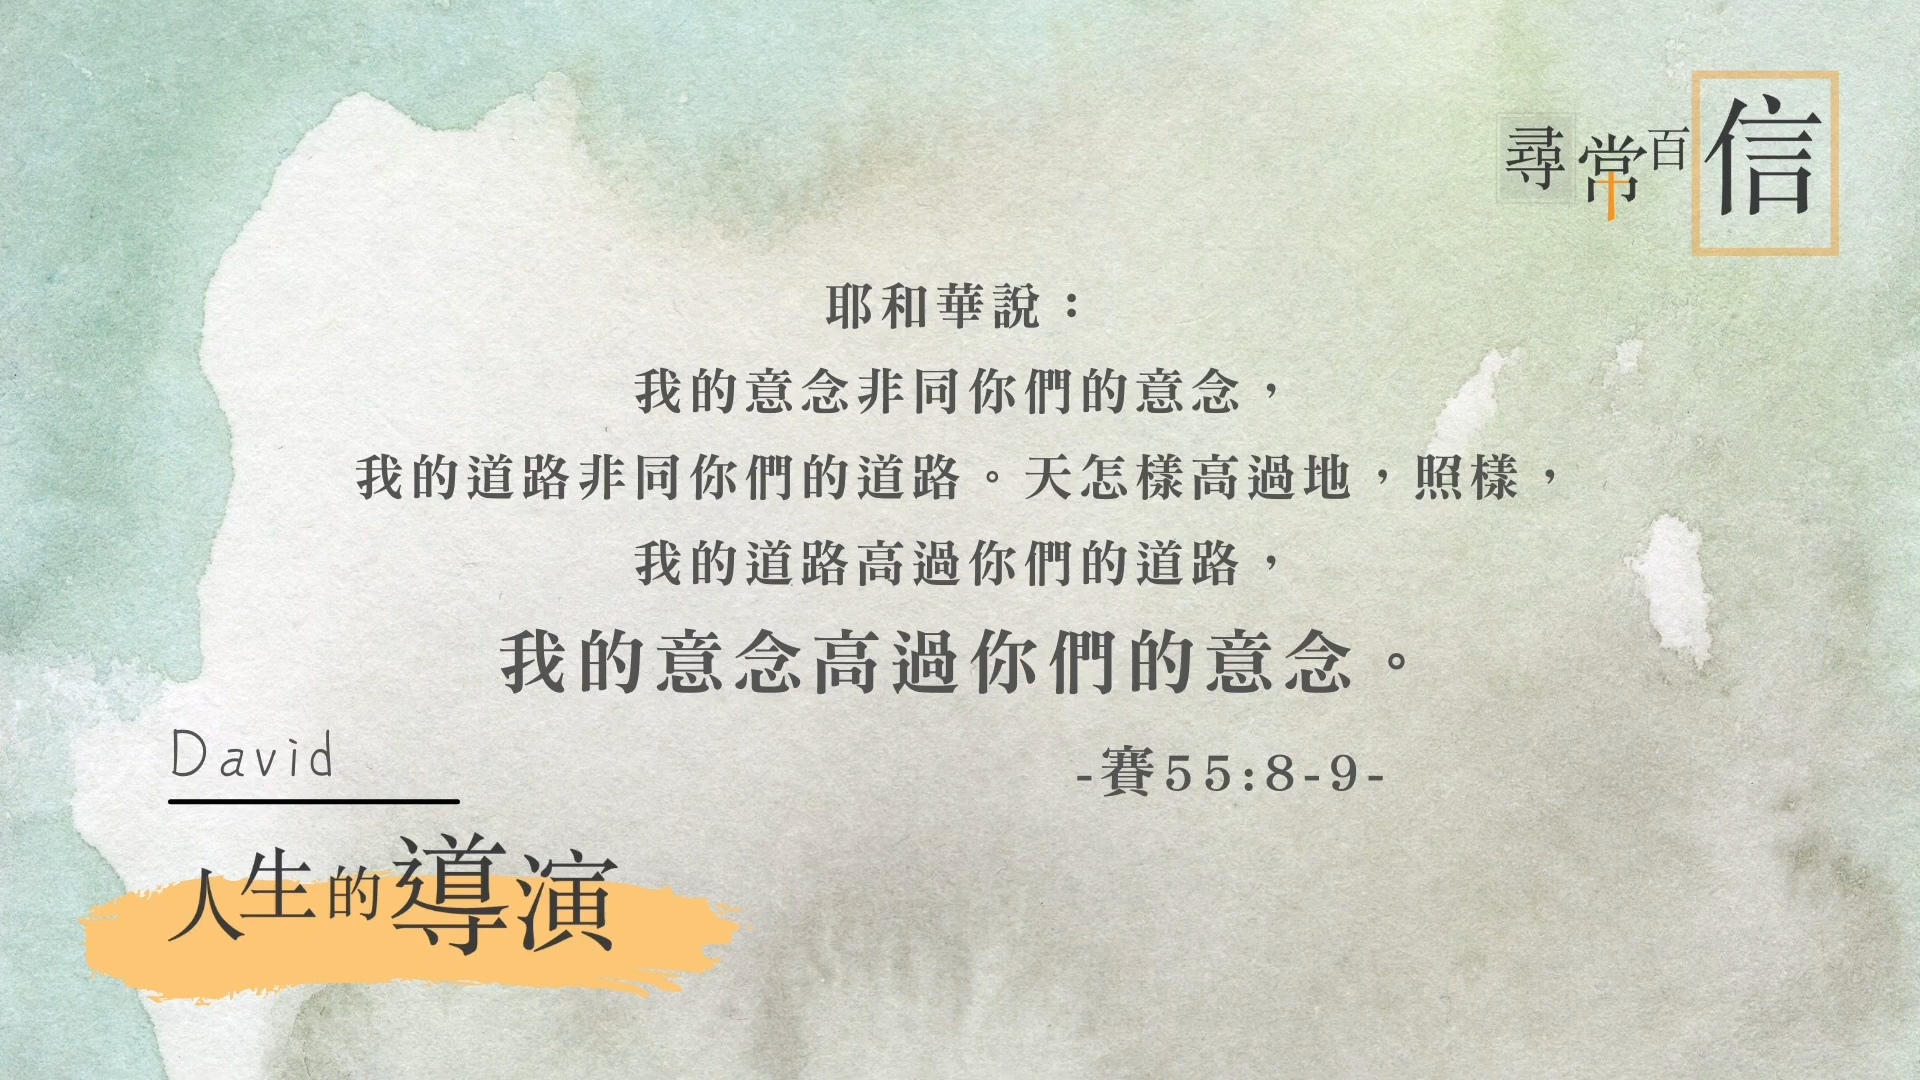 尋常百信
耶和華說：
我的意念非同你們的意念，
我的道路非同你們的道路。天怎樣高過地，照樣，
我的道路高過你們的道路，
我的意念高過你們的意念。
-賽55:8-9-
David
人生的導演